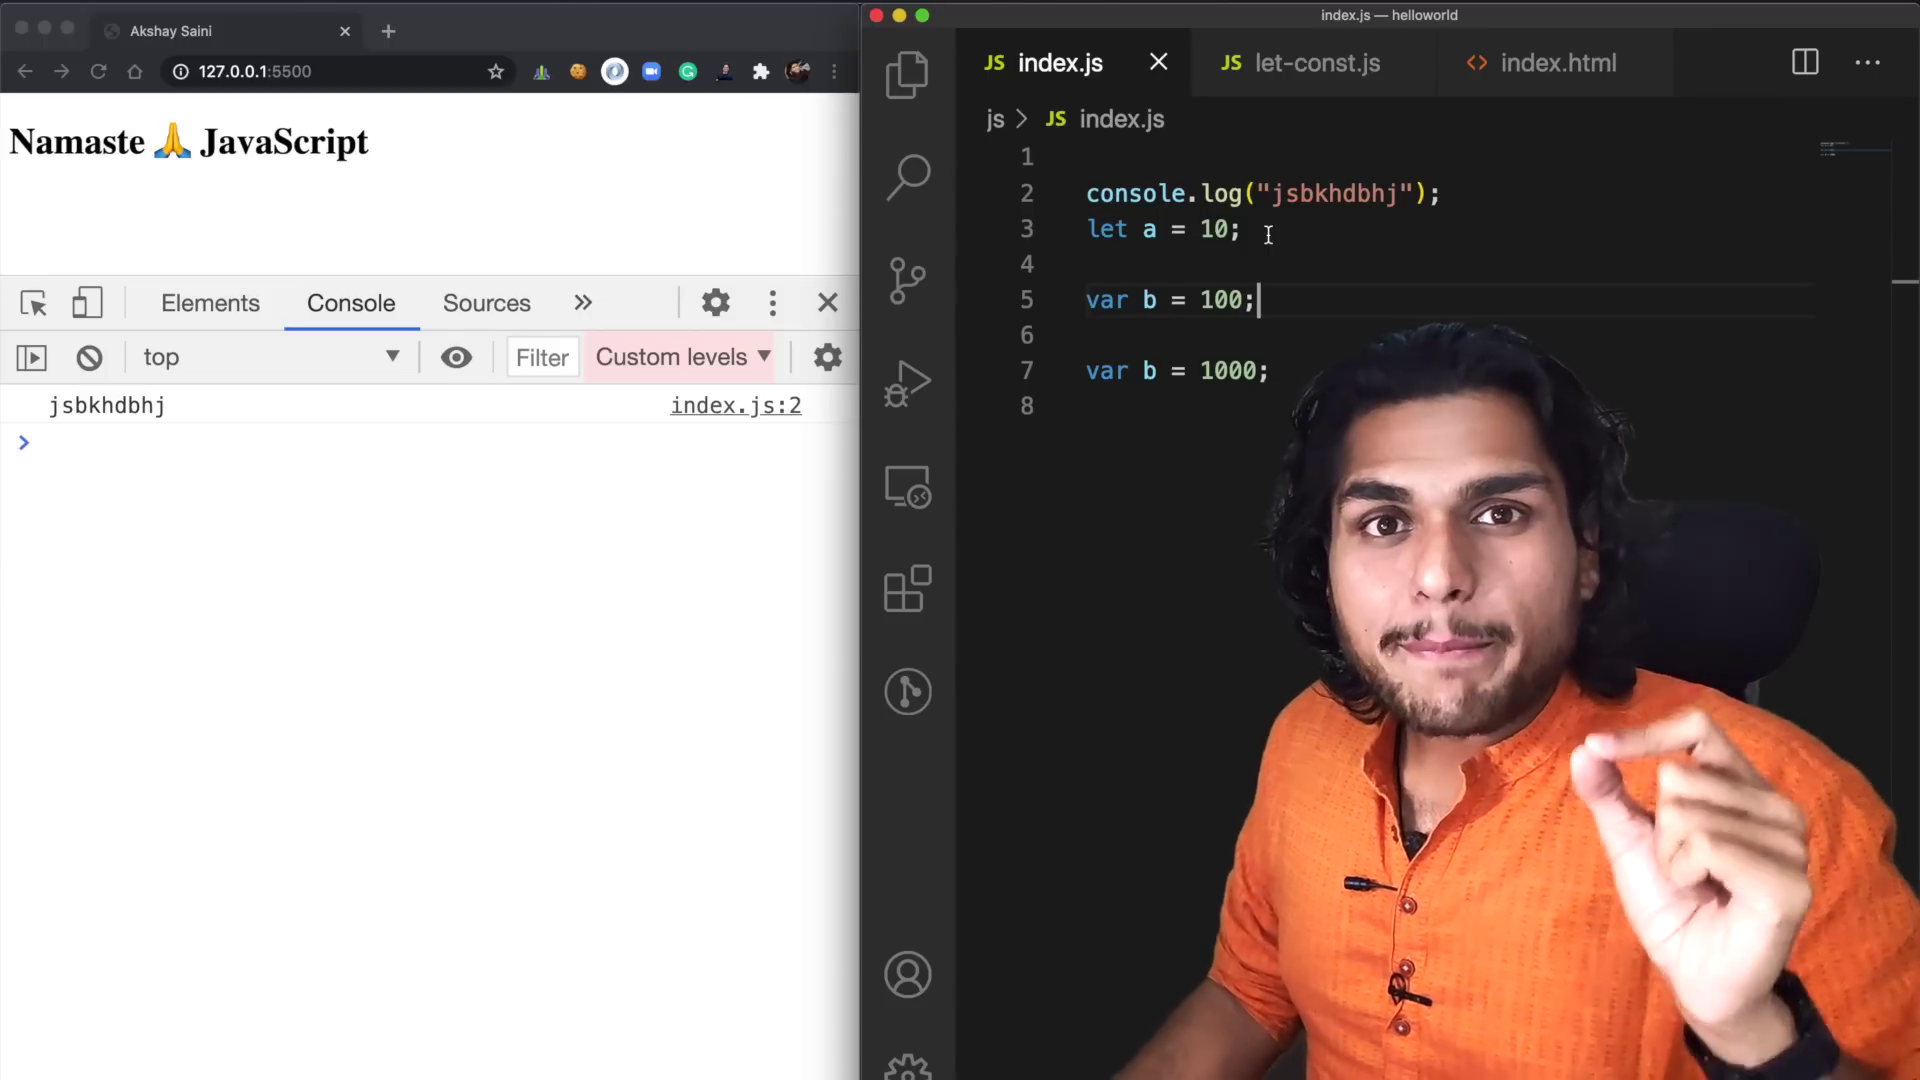 Akshay Saini
127.0.0.1:5500
Namaste 🙏 JavaScript
Elements Console Sources »
top Filter Custom levels
jsbkhdbhj index.js:2
>
index.js — helloworld
JS index.js JS let-const.js <> index.html
js > JS index.js
1
2 console.log("jsbkhdbhj");
3 let a = 10;
4
5 var b = 100;
6
7 var b = 1000;
8